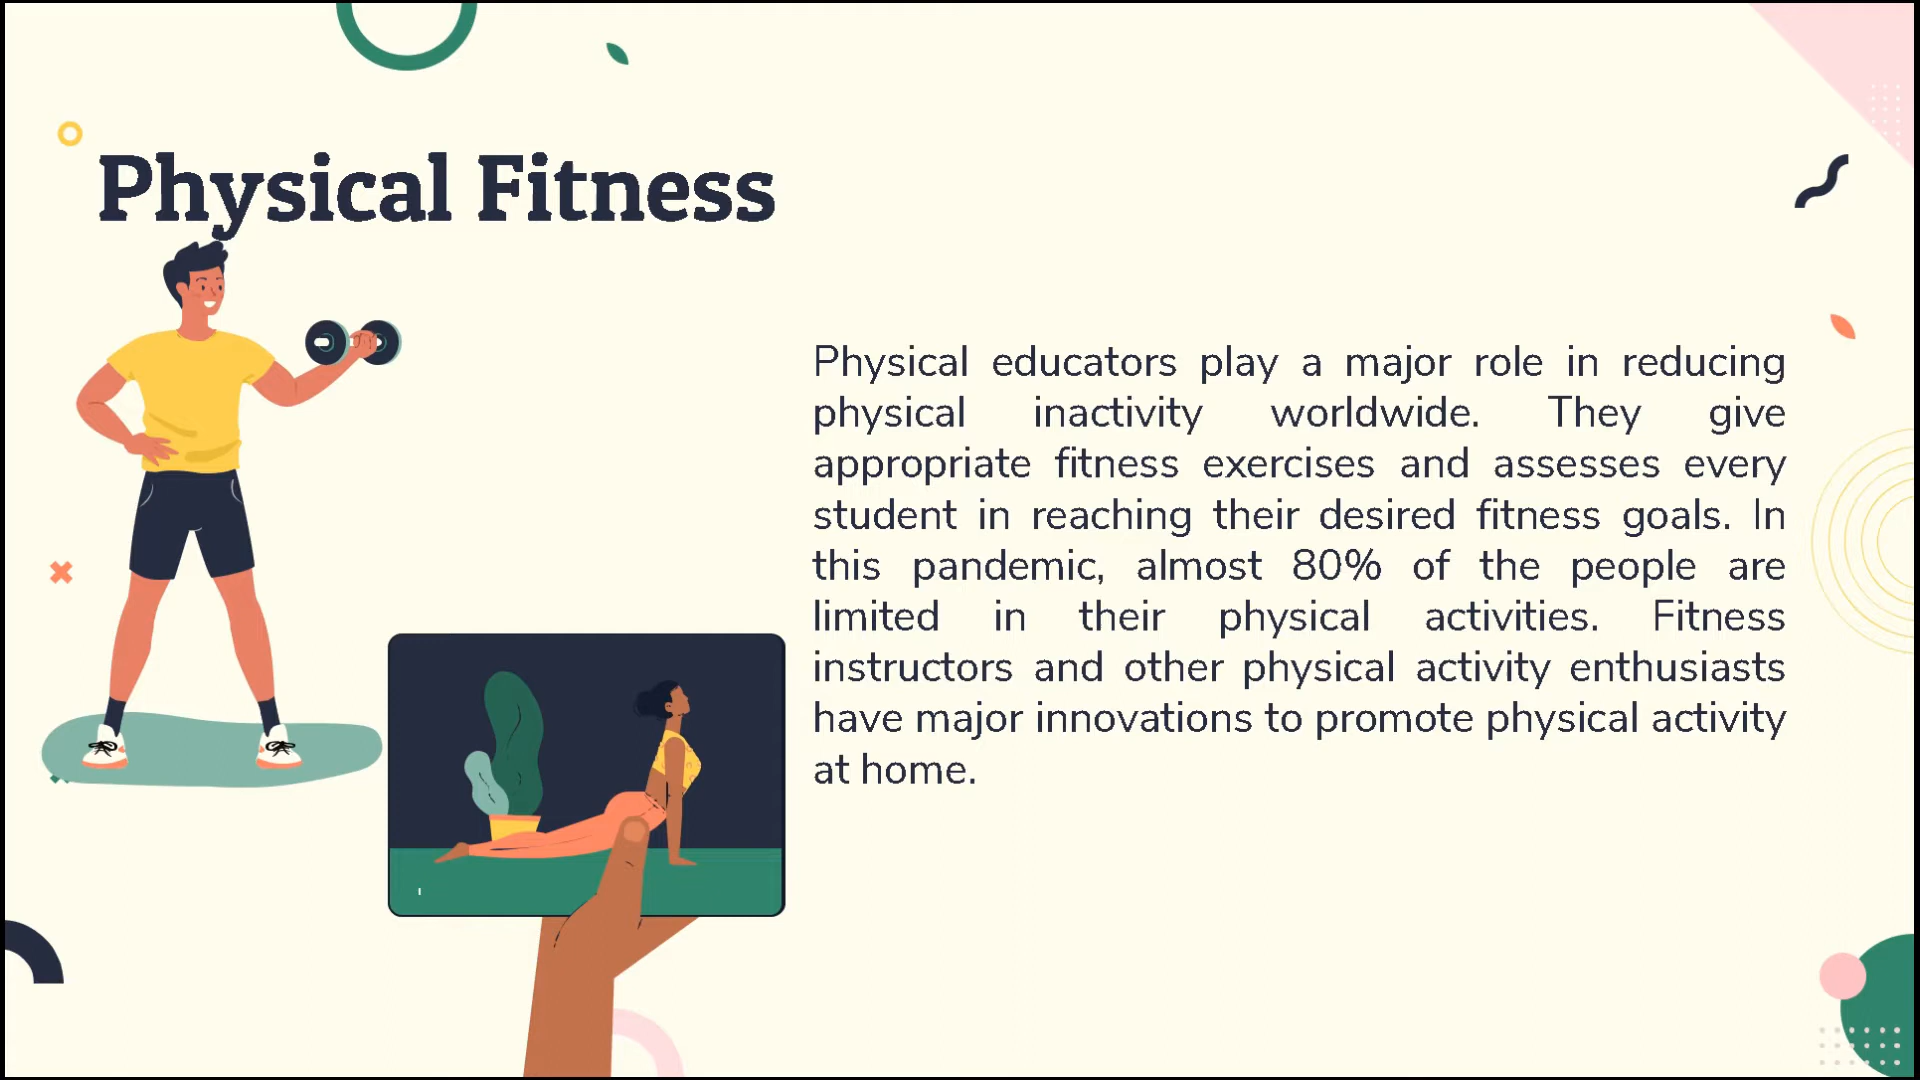 Physical Fitness
Physical educators play a major role in reducing
physical inactivity worldwide. They give
appropriate fitness exercises and assesses every
student in reaching their desired fitness goals. In
this pandemic, almost 80% of the people are
limited in their physical activities. Fitness
instructors and other physical activity enthusiasts
have major innovations to promote physical activity
at home.